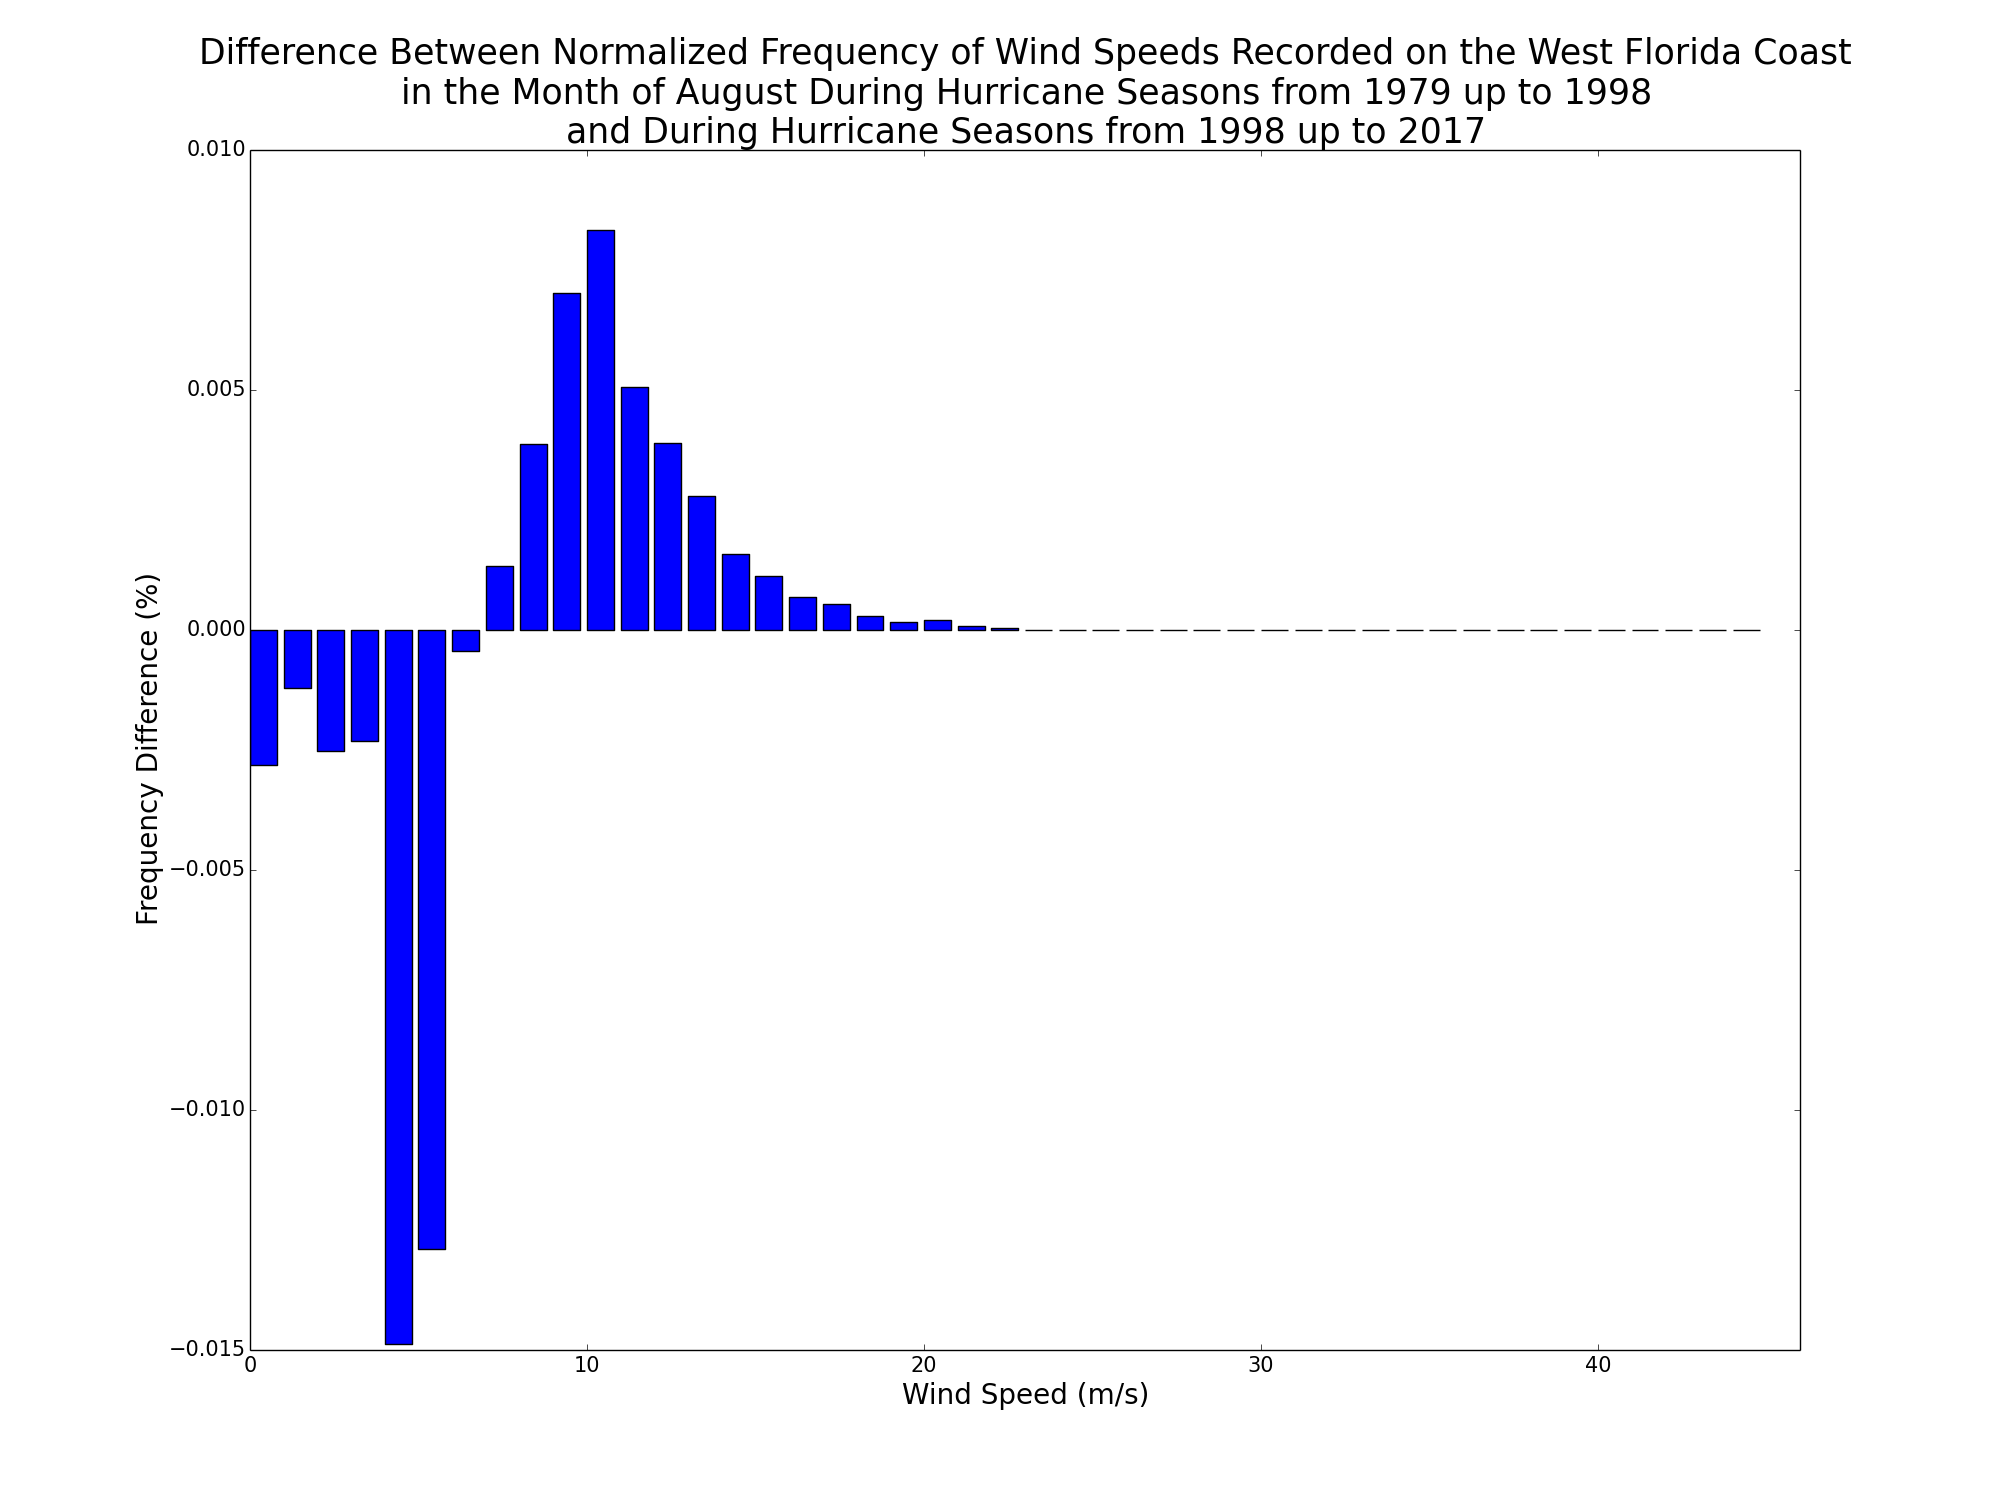 Difference Between Normalized Frequency of Wind Speeds Recorded on the West Florida Coast
in the Month of August During Hurricane Seasons from 1979 up to 1998
and During Hurricane Seasons from 1998 up to 2017
0.010
0.005
0.000
−0.005
−0.010
−0.015
Frequency Difference (%)
0 10 20 30 40
Wind Speed (m/s)